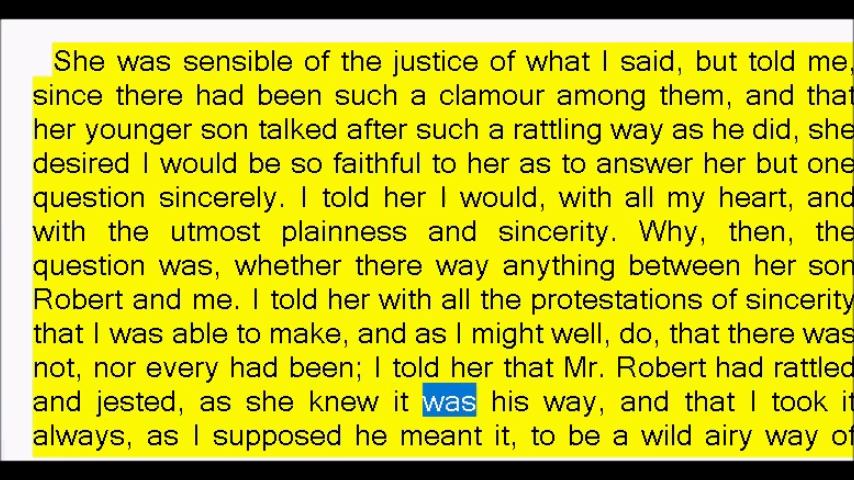 She was sensible of the justice of what I said, but told me,
since there had been such a clamour among them, and that
her younger son talked after such a rattling way as he did, she
desired I would be so faithful to her as to answer her but one
question sincerely. I told her I would, with all my heart, and
with the utmost plainness and sincerity. Why, then, the
question was, whether there way anything between her son
Robert and me. I told her with all the protestations of sincerity
that I was able to make, and as I might well, do, that there was
not, nor every had been; I told her that Mr. Robert had rattled
and jested, as she knew it was his way, and that I took it
always, as I supposed he meant it, to be a wild airy way of